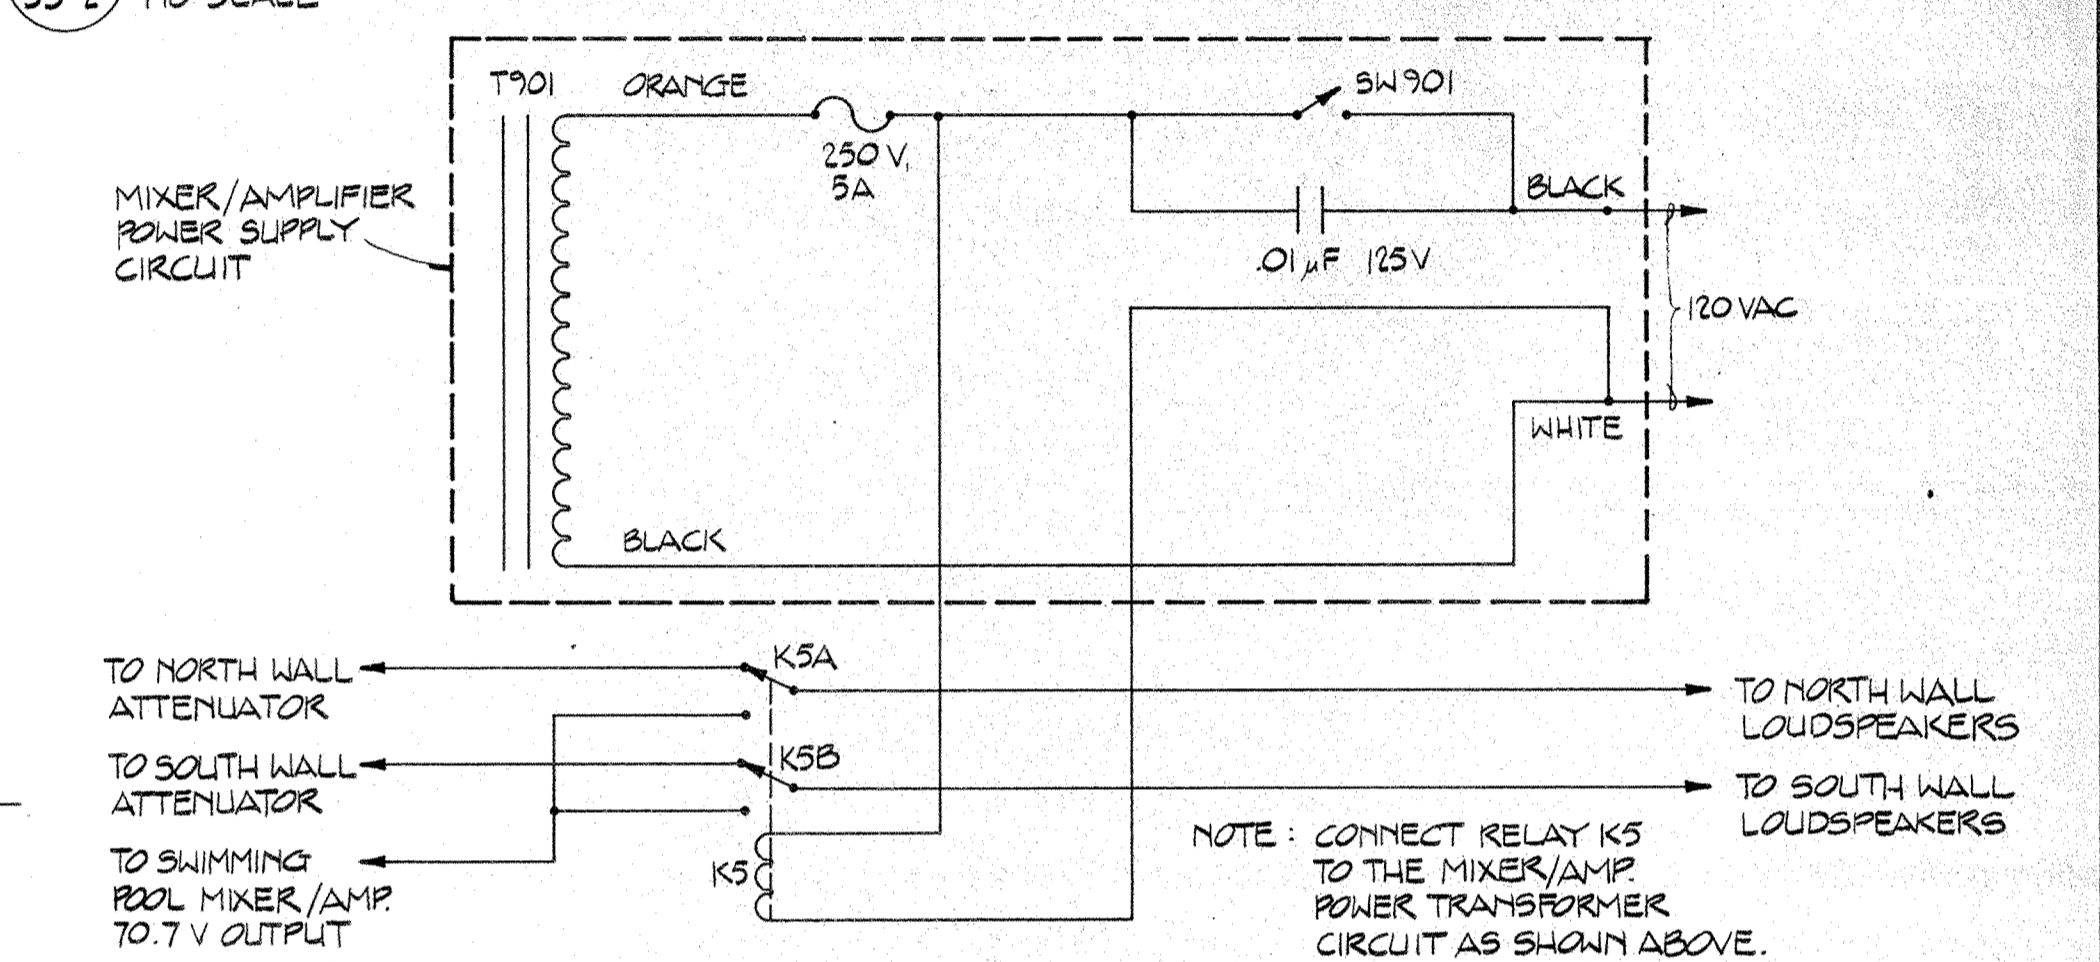 NO SCALE
T901
ORANGE
SW901
250 V,
5A
BLACK
MIXER/AMPLIFIER
POWER SUPPLY
CIRCUIT
.01 µF 125V
120 VAC
WHITE
BLACK
TO NORTH WALL
ATTENUATOR
K5A
TO NORTH WALL
LOUDSPEAKERS
TO SOUTH WALL
ATTENUATOR
K5B
TO SOUTH WALL
LOUDSPEAKERS
TO SWIMMING
POOL MIXER/AMP.
70.7 V OUTPUT
K5
NOTE: CONNECT RELAY K5
TO THE MIXER/AMP.
POWER TRANSFORMER
CIRCUIT AS SHOWN ABOVE.